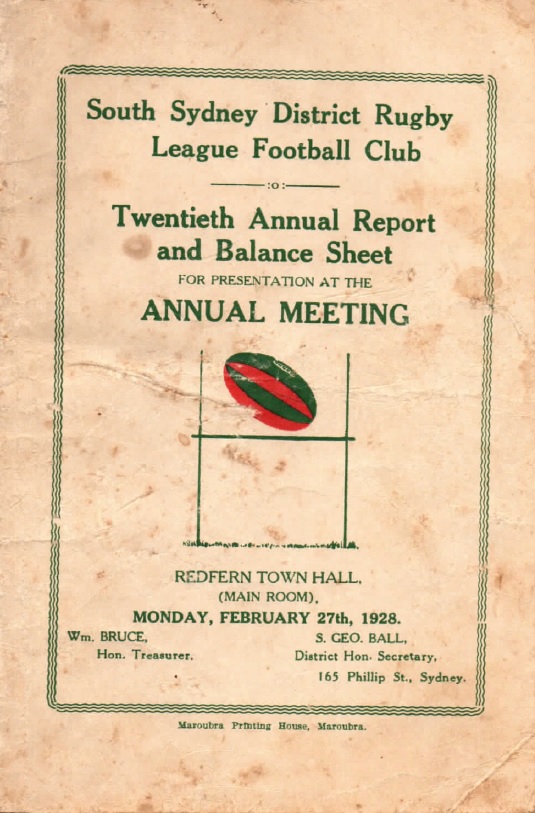 South Sydney District Rugby
League Football Club
:o:
Twentieth Annual Report
and Balance Sheet
FOR PRESENTATION AT THE
ANNUAL MEETING
REDFERN TOWN HALL,
(MAIN ROOM),
MONDAY, FEBRUARY 27th, 1928.
Wm. BRUCE,
Hon. Treasurer.
S. GEO. BALL,
District Hon. Secretary,
165 Phillip St., Sydney.
Maroubra Printing House, Maroubra.